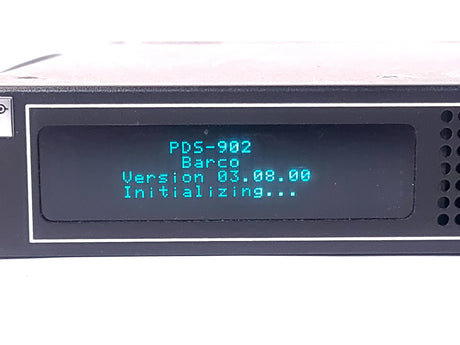 PDS-902
Barco
Version 03.08.00
Initializing...